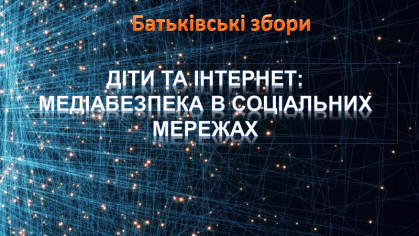 Батьківські збори
ДІТИ ТА ІНТЕРНЕТ:
МЕДІАБЕЗПЕКА В СОЦІАЛЬНИХ
МЕРЕЖАХ